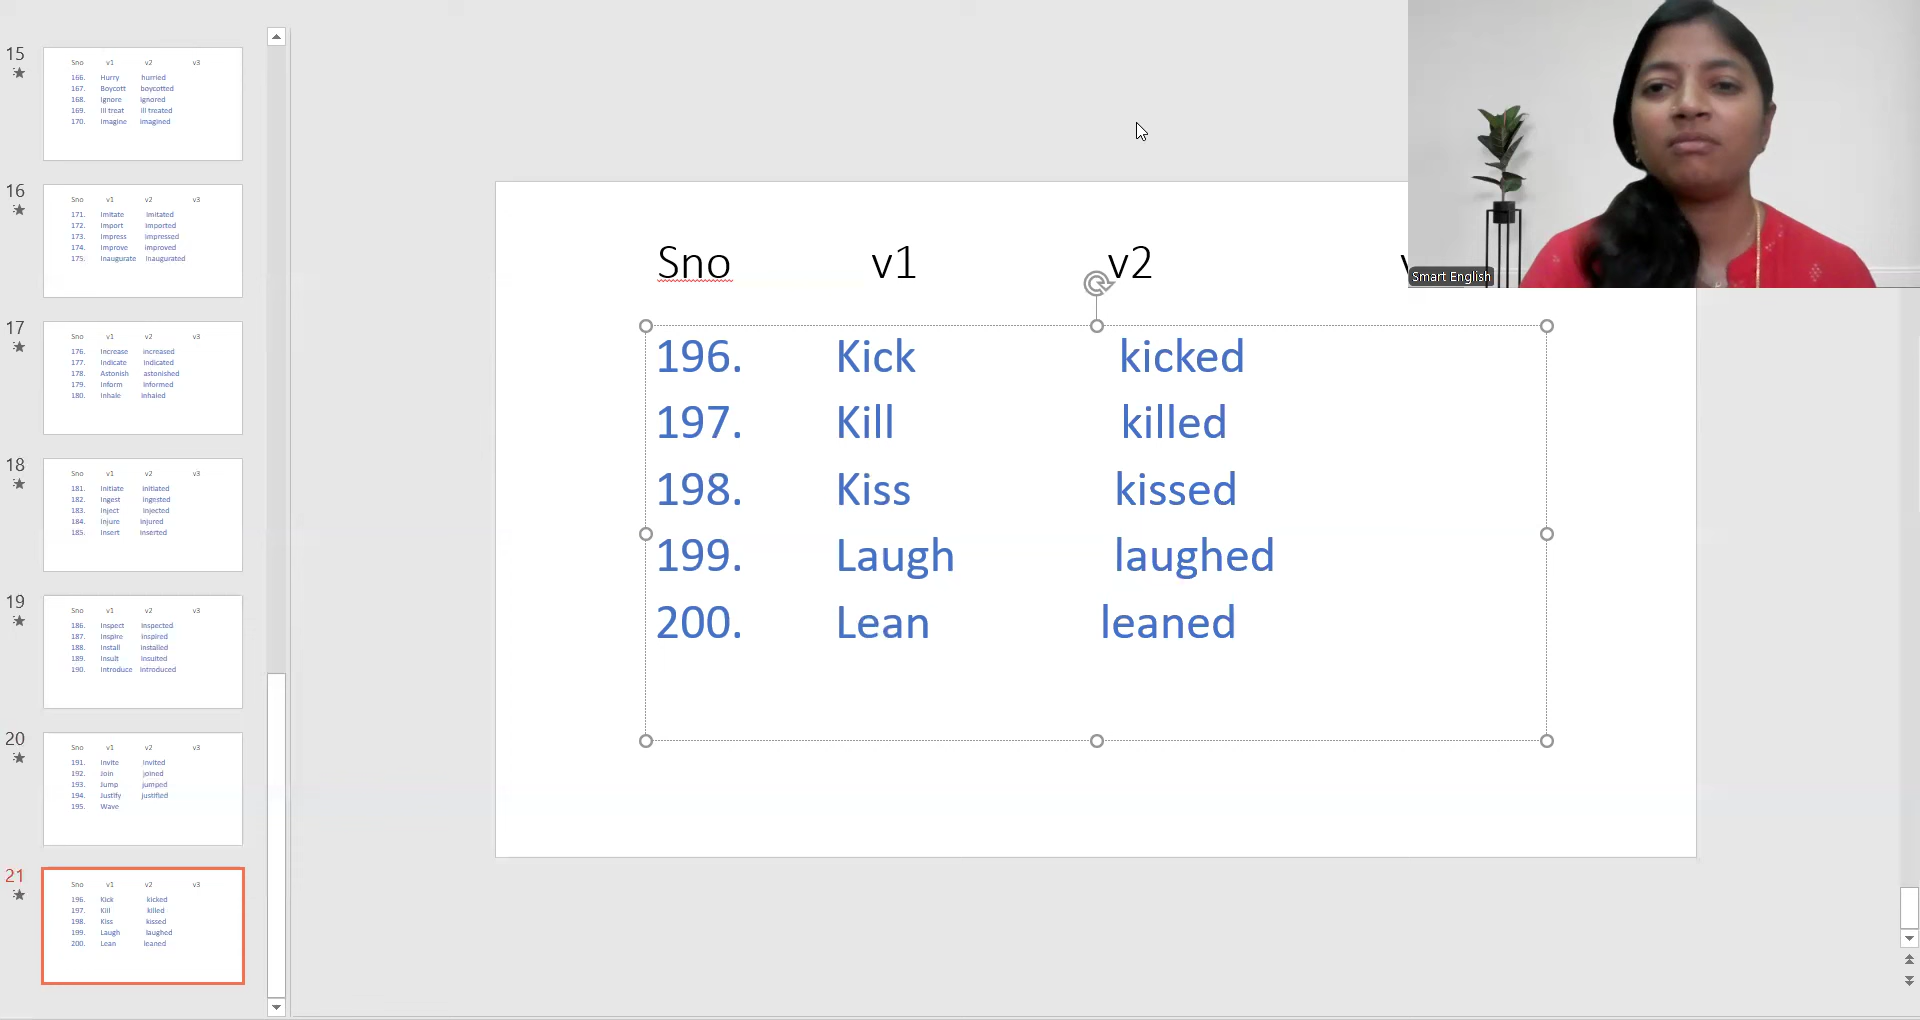 15
Sno v1 v2 v3
166. Hurry hurried
167. Boycott boycotted
168. Ignore ignored
169. Ill treat ill treated
170. Imagine imagined
16
Sno v1 v2 v3
171. Imitate imitated
172. Import imported
173. Impress impressed
174. Improve improved
175. Inaugurate inaugurated
17
Sno v1 v2 v3
176. Increase increased
177. Indicate indicated
178. Astonish astonished
179. Inform informed
180. Inhale inhaled
18
Sno v1 v2 v3
181. Initiate initiated
182. Ingest ingested
183. Inject injected
184. Injure injured
185. Insert inserted
19
Sno v1 v2 v3
186. Inspect inspected
187. Inspire inspired
188. Install installed
189. Insult insulted
190. Introduce introduced
20
Sno v1 v2 v3
191. Invite invited
192. Join joined
193. Jump jumped
194. Justify justified
195. Wave
21
Sno v1 v2 v3
196. Kick kicked
197. Kill killed
198. Kiss kissed
199. Laugh laughed
200. Lean leaned
Sno v1 v2
196. Kick kicked
197. Kill killed
198. Kiss kissed
199. Laugh laughed
200. Lean leaned
Smart English